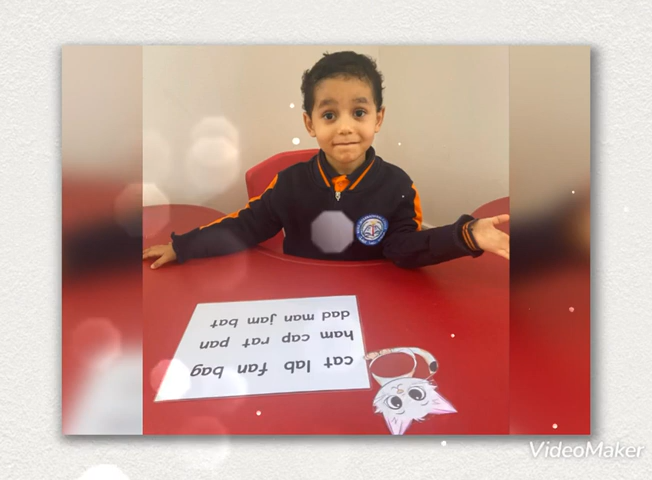 cat lab fan bag
ham cap rat pan
dad man jam bat
VideoMaker